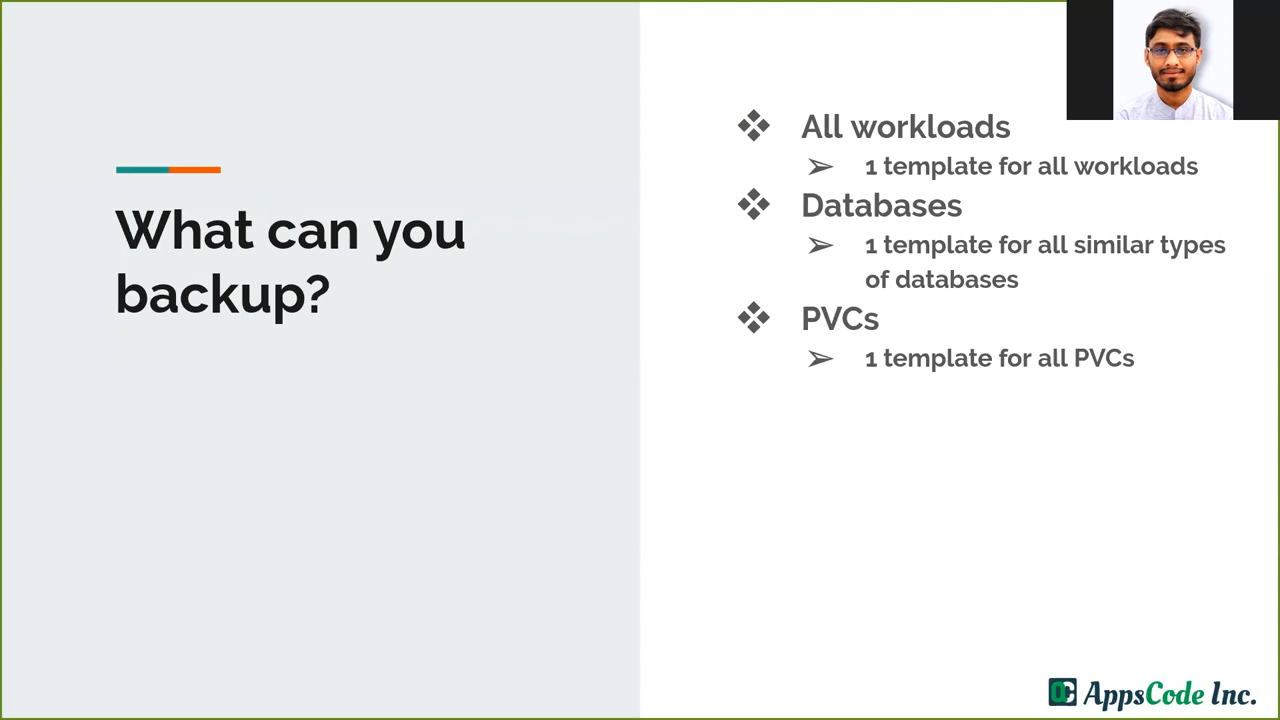 What can you
backup?
All workloads
1 template for all workloads
Databases
1 template for all similar types
of databases
PVCs
1 template for all PVCs
AppsCode Inc.